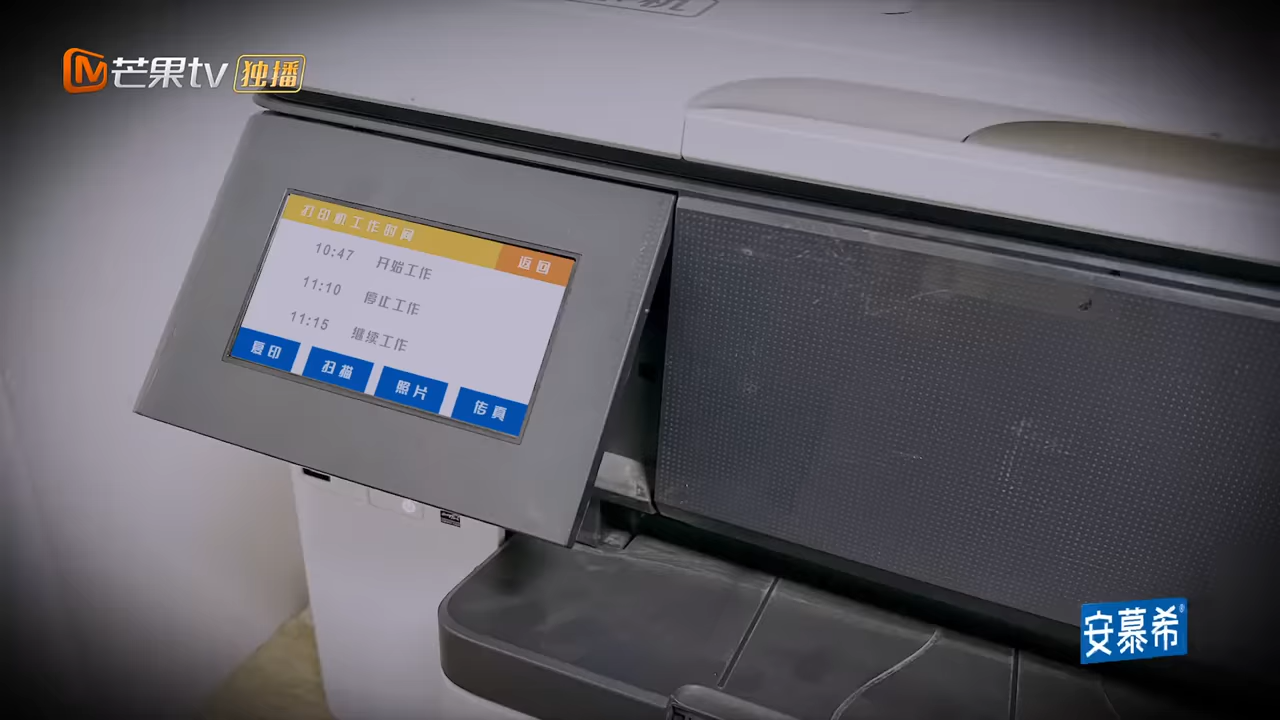 芒果tv 独播
打印机工作时间
返回
10:47 开始工作
11:10 停止工作
11:15 继续工作
复印 扫描 照片 传真
安慕希